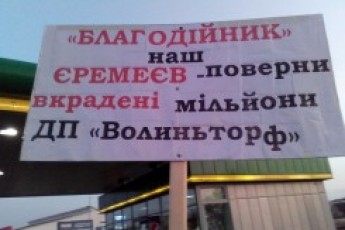 «БЛАГОДІЙНИК»
наш
ЄРЕМЕЄВ - поверни
вкрадені мільйони
ДП «Волиньторф»